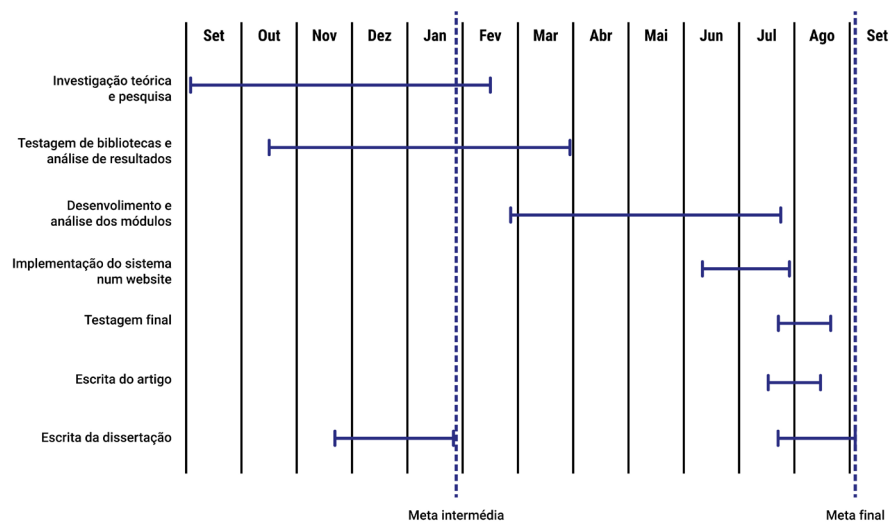 Set Out Nov Dez Jan Fev Mar Abr Mai Jun Jul Ago Set
Investigação teórica
e pesquisa
Testagem de bibliotecas e
análise de resultados
Desenvolimento e
análise dos módulos
Implementação do sistema
num website
Testagem final
Escrita do artigo
Escrita da dissertação
Meta intermédia Meta final